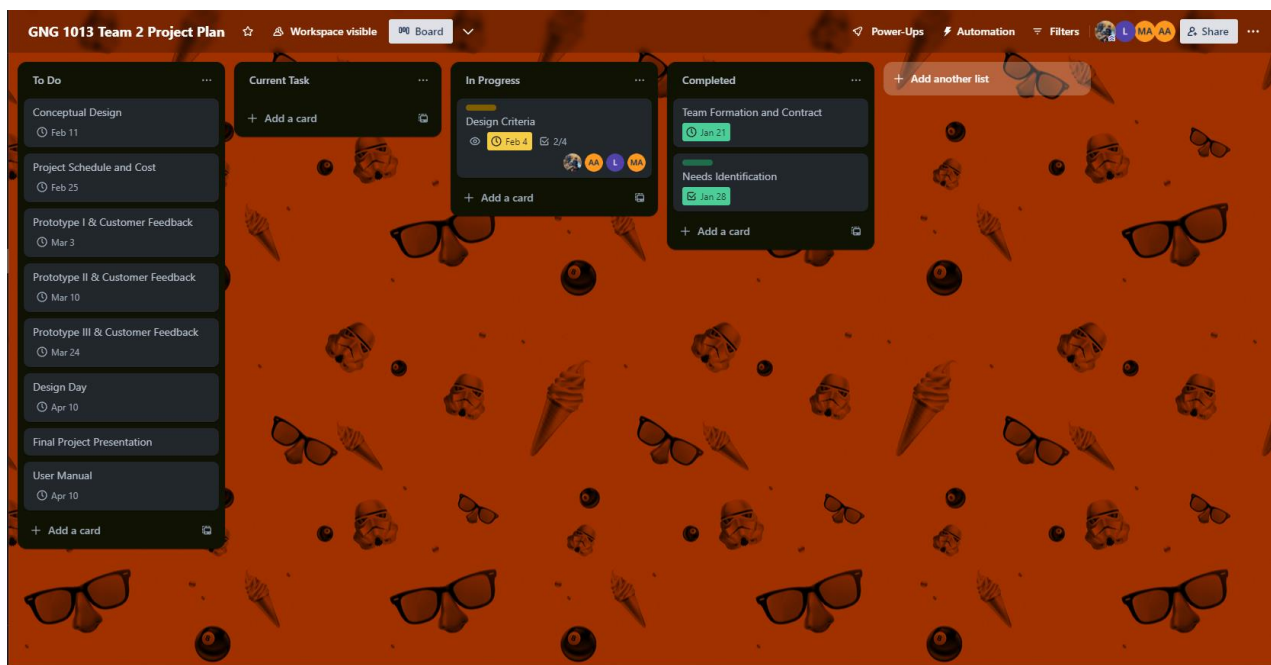 GNG 1013 Team 2 Project Plan
Workspace visible
Board
Power-Ups
Automation
Filters
L
MA
AA
Share
To Do
Conceptual Design
Feb 11
Project Schedule and Cost
Feb 25
Prototype I & Customer Feedback
Mar 3
Prototype II & Customer Feedback
Mar 10
Prototype III & Customer Feedback
Mar 24
Design Day
Apr 10
Final Project Presentation
User Manual
Apr 10
+ Add a card
Current Task
+ Add a card
In Progress
Design Criteria
Feb 4
2/4
AA
L
MA
+ Add a card
Completed
Team Formation and Contract
Jan 21
Needs Identification
Jan 28
+ Add a card
+ Add another list